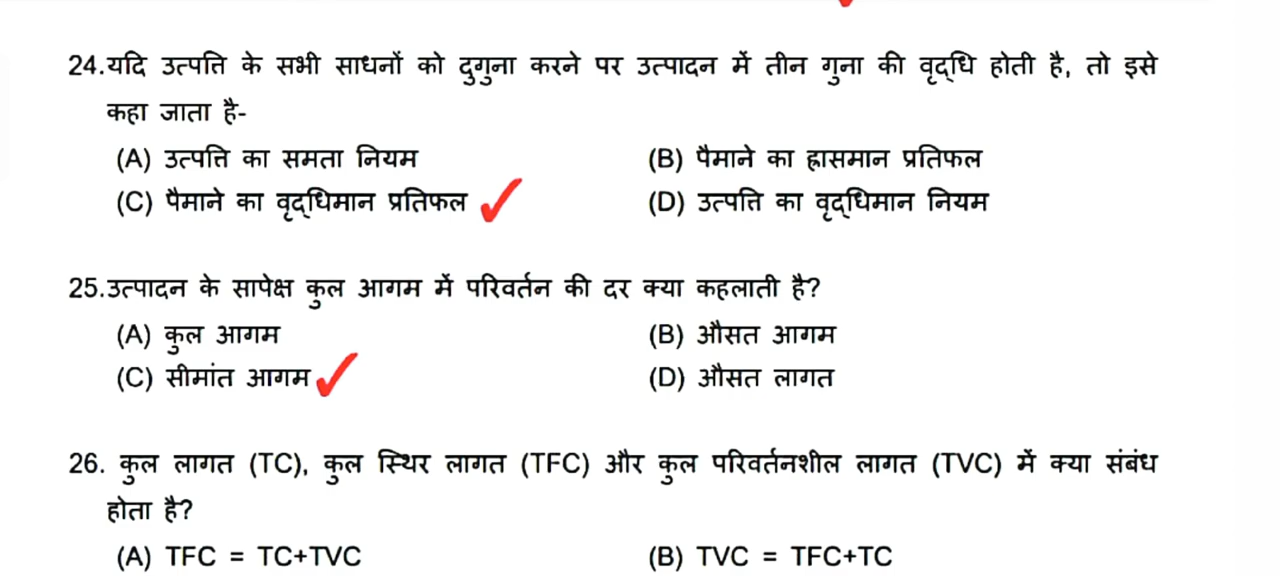 24.यदि उत्पत्ति के सभी साधनों को दुगुना करने पर उत्पादन में तीन गुना की वृद्धि होती है, तो इसे
कहा जाता है-
(A) उत्पत्ति का समता नियम (B) पैमाने का ह्रासमान प्रतिफल
(C) पैमाने का वृद्धिमान प्रतिफल (D) उत्पत्ति का वृद्धिमान नियम
25.उत्पादन के सापेक्ष कुल आगम में परिवर्तन की दर क्या कहलाती है?
(A) कुल आगम (B) औसत आगम
(C) सीमांत आगम (D) औसत लागत
26. कुल लागत (TC), कुल स्थिर लागत (TFC) और कुल परिवर्तनशील लागत (TVC) में क्या संबंध
होता है?
(A) TFC = TC+TVC (B) TVC = TFC+TC